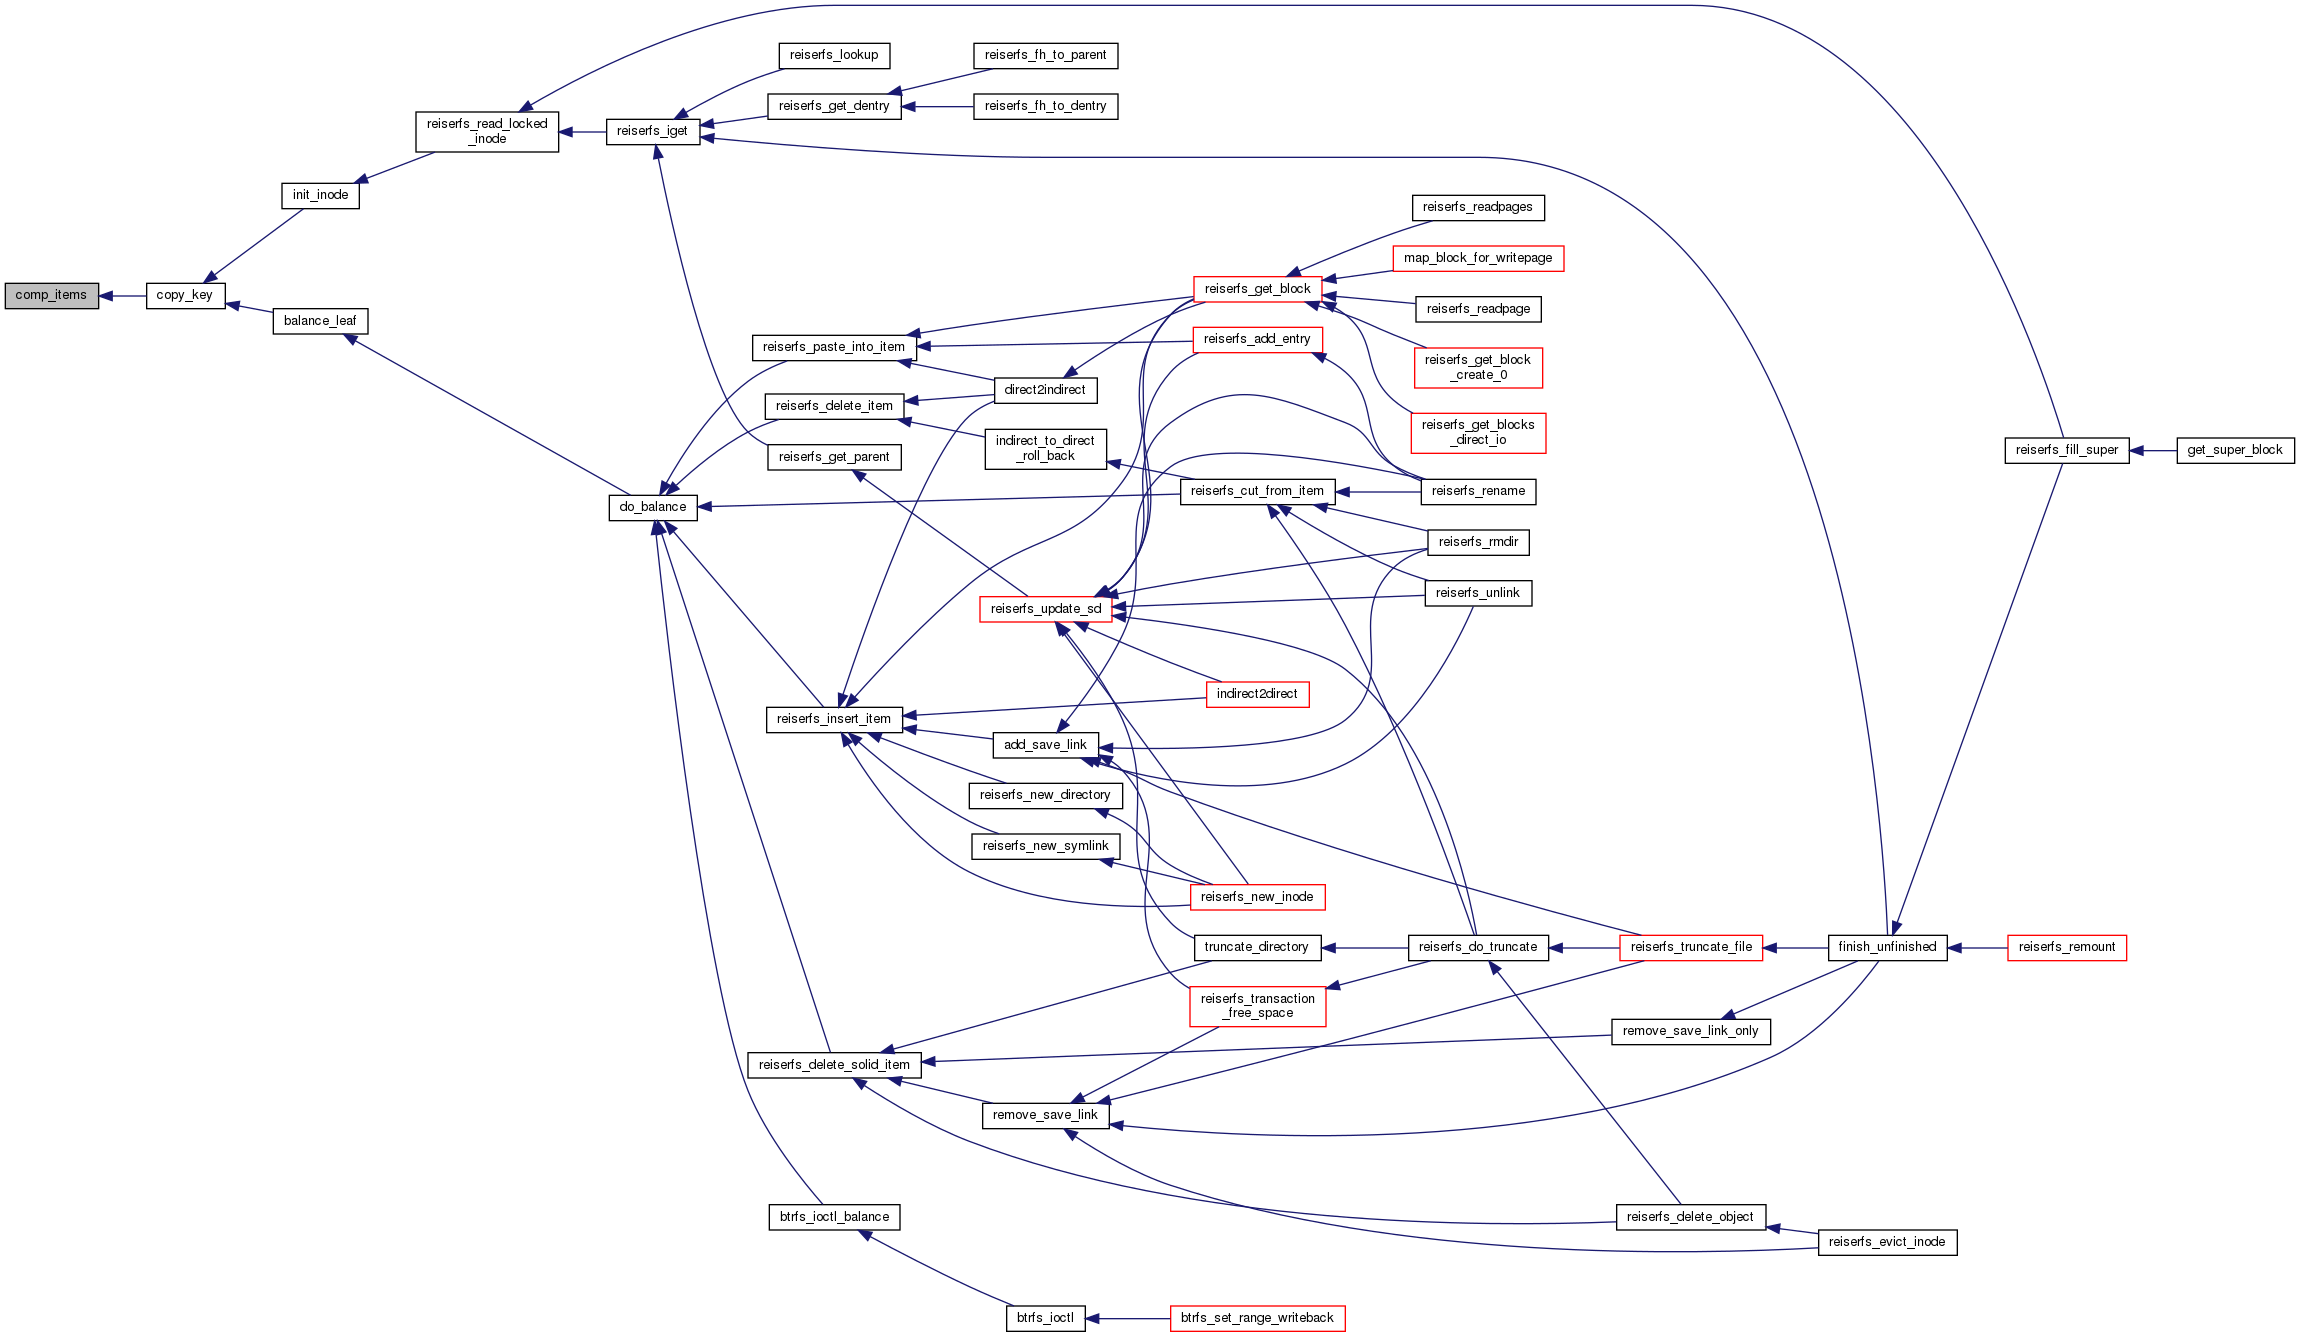 comp_items
copy_key
init_inode
balance_leaf
reiserfs_read_locked
_inode
reiserfs_iget
do_balance
reiserfs_lookup
reiserfs_get_dentry
reiserfs_paste_into_item
reiserfs_delete_item
reiserfs_get_parent
reiserfs_insert_item
reiserfs_delete_solid_item
btrfs_ioctl_balance
reiserfs_fh_to_parent
reiserfs_fh_to_dentry
direct2indirect
indirect_to_direct
_roll_back
reiserfs_update_sd
add_save_link
reiserfs_new_directory
reiserfs_new_symlink
remove_save_link
btrfs_ioctl
reiserfs_get_block
reiserfs_add_entry
reiserfs_cut_from_item
indirect2direct
reiserfs_new_inode
truncate_directory
reiserfs_transaction
_free_space
btrfs_set_range_writeback
reiserfs_readpages
map_block_for_writepage
reiserfs_readpage
reiserfs_get_block
_create_0
reiserfs_get_blocks
_direct_io
reiserfs_rename
reiserfs_rmdir
reiserfs_unlink
reiserfs_do_truncate
reiserfs_truncate_file
remove_save_link_only
reiserfs_delete_object
finish_unfinished
reiserfs_evict_inode
reiserfs_fill_super
reiserfs_remount
get_super_block